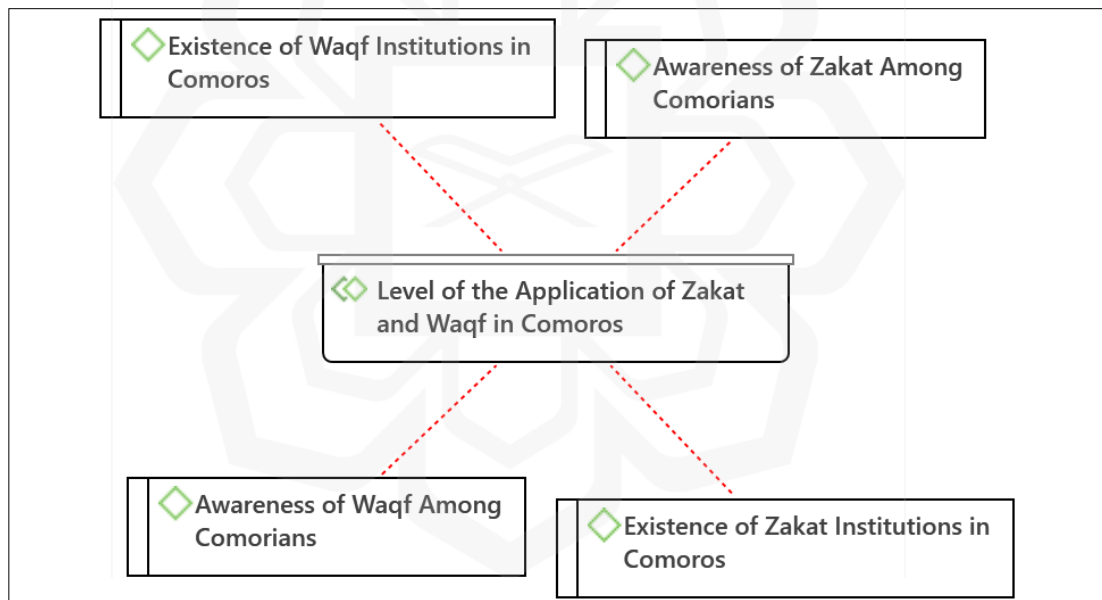 Existence of Waqf Institutions in
Comoros
Awareness of Zakat Among
Comorians
Level of the Application of Zakat
and Waqf in Comoros
Awareness of Waqf Among
Comorians
Existence of Zakat Institutions in
Comoros